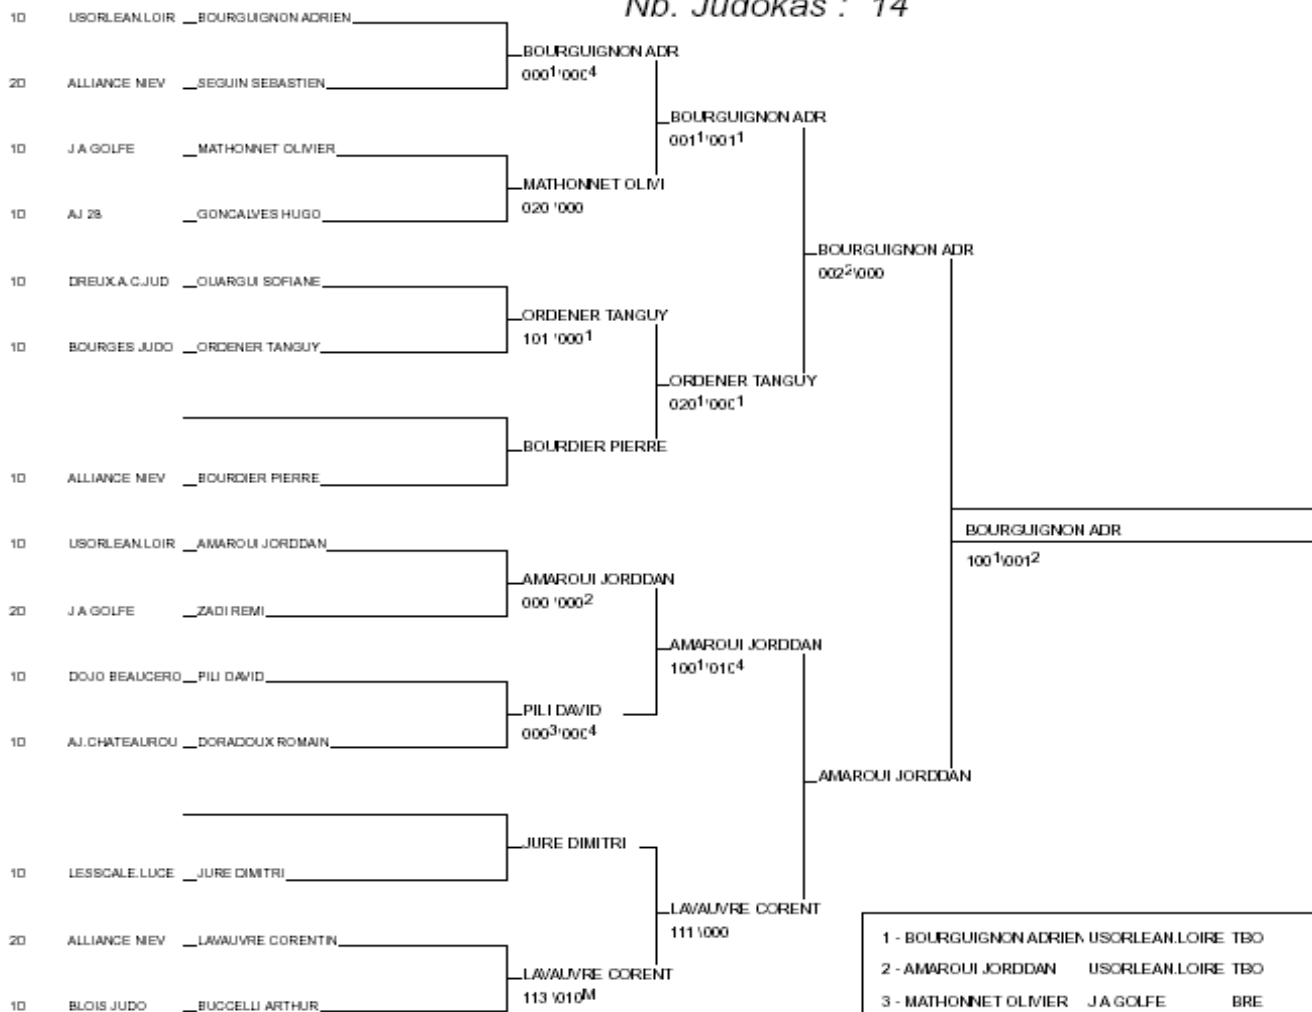 Nb. Judokas : 14
1D USORLEAN.LOIR BOURGUIGNON ADRIEN
BOURGUIGNON ADR
000¹'000⁴
2D ALLIANCE NIEV SEGUIN SEBASTIEN
BOURGUIGNON ADR
001¹'001¹
1D J A GOLFE MATHONNET OLIVIER
MATHONNET OLIVI
020 '000
1D AJ 28 GONCALVES HUGO
BOURGUIGNON ADR
002²\000
1D DREUX.A.C.JUD OUARGUI SOFIANE
ORDENER TANGUY
101 '000¹
1D BOURGES JUDO ORDENER TANGUY
ORDENER TANGUY
020¹'000¹
BOURDIER PIERRE
1D ALLIANCE NIEV BOURDIER PIERRE
BOURGUIGNON ADR
100¹\001²
1D USORLEAN.LOIR AMAROUI JORDDAN
AMAROUI JORDDAN
000 '000²
2D J A GOLFE ZADI REMI
AMAROUI JORDDAN
100¹'010⁴
1D DOJO BEAUCERO PILI DAVID
PILI DAVID
000³'000⁴
1D AJ.CHATEAUROU DORADOUX ROMAIN
AMAROUI JORDDAN
JURE DIMITRI
1D LESSCALE.LUCE JURE DIMITRI
LAVAUVRE CORENT
111 \000
2D ALLIANCE NIEV LAVAUVRE CORENTIN
LAVAUVRE CORENT
113 \010ᴹ
1D BLOIS JUDO BUCCELLI ARTHUR
1 - BOURGUIGNON ADRIEN USORLEAN.LOIRE TBO
2 - AMAROUI JORDDAN USORLEAN.LOIRE TBO
3 - MATHONNET OLIVIER J A GOLFE BRE